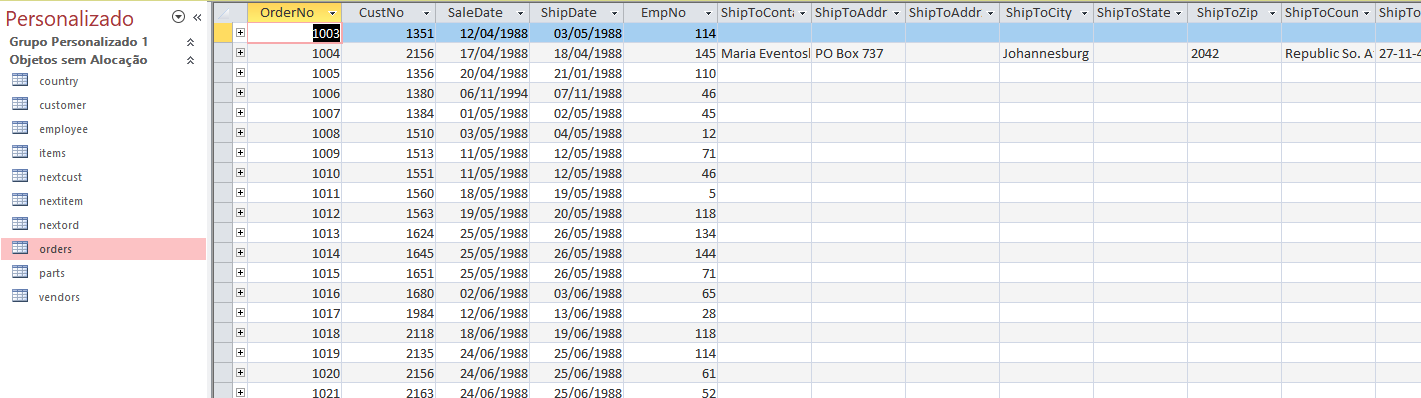 Personalizado
Grupo Personalizado 1
Objetos sem Alocação
country
customer
employee
items
nextcust
nextitem
nextord
orders
parts
vendors
OrderNo CustNo SaleDate ShipDate EmpNo ShipToConta ShipToAddr ShipToAddr. ShipToCity ShipToState ShipToZip ShipToCoun ShipTo
1003 1351 12/04/1988 03/05/1988 114
1004 2156 17/04/1988 18/04/1988 145 Maria Eventosh PO Box 737 Johannesburg 2042 Republic So. A 27-11-4
1005 1356 20/04/1988 21/01/1988 110
1006 1380 06/11/1994 07/11/1988 46
1007 1384 01/05/1988 02/05/1988 45
1008 1510 03/05/1988 04/05/1988 12
1009 1513 11/05/1988 12/05/1988 71
1010 1551 11/05/1988 12/05/1988 46
1011 1560 18/05/1988 19/05/1988 5
1012 1563 19/05/1988 20/05/1988 118
1013 1624 25/05/1988 26/05/1988 134
1014 1645 25/05/1988 26/05/1988 144
1015 1651 25/05/1988 26/05/1988 71
1016 1680 02/06/1988 03/06/1988 65
1017 1984 12/06/1988 13/06/1988 28
1018 2118 18/06/1988 19/06/1988 118
1019 2135 24/06/1988 25/06/1988 114
1020 2156 24/06/1988 25/06/1988 61
1021 2163 24/06/1988 25/06/1988 52